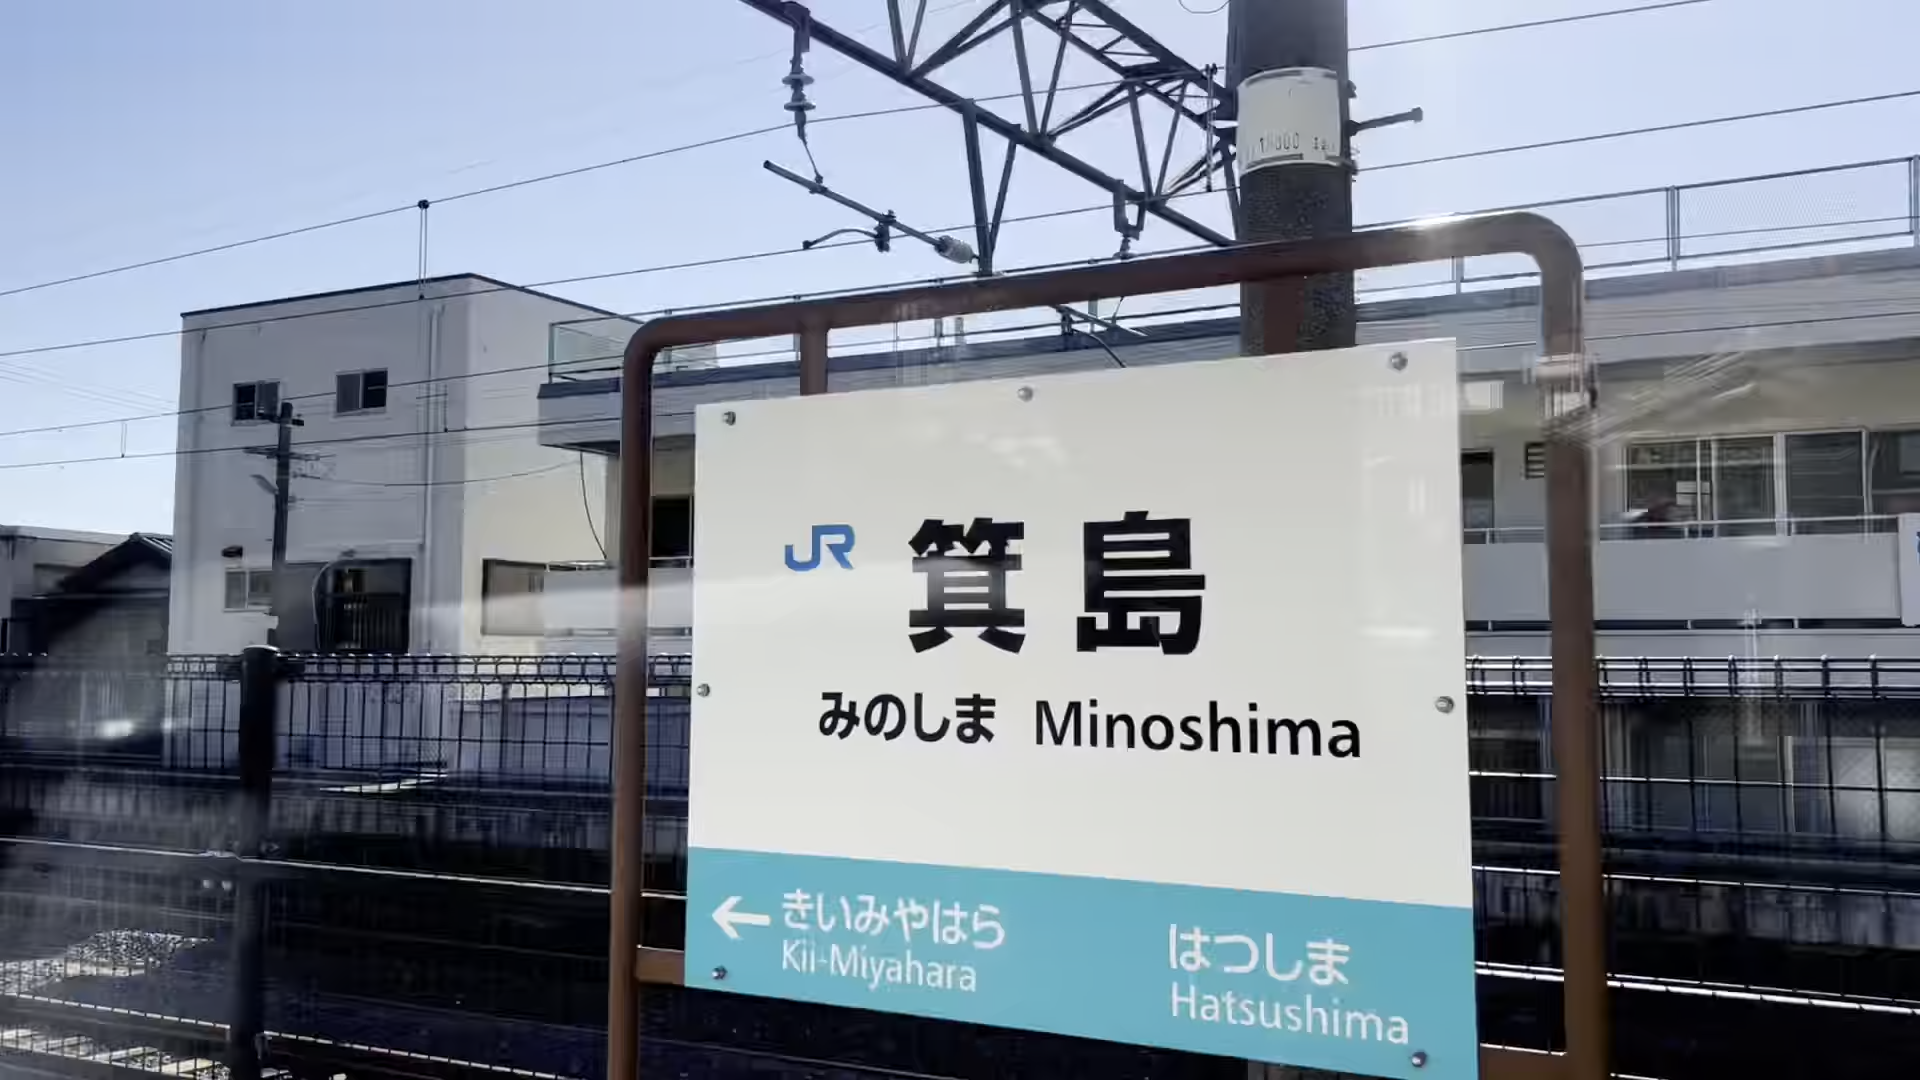 JR 箕島
みのしま Minoshima
← きいみやはら
Kii-Miyahara
はつしま
Hatsushima